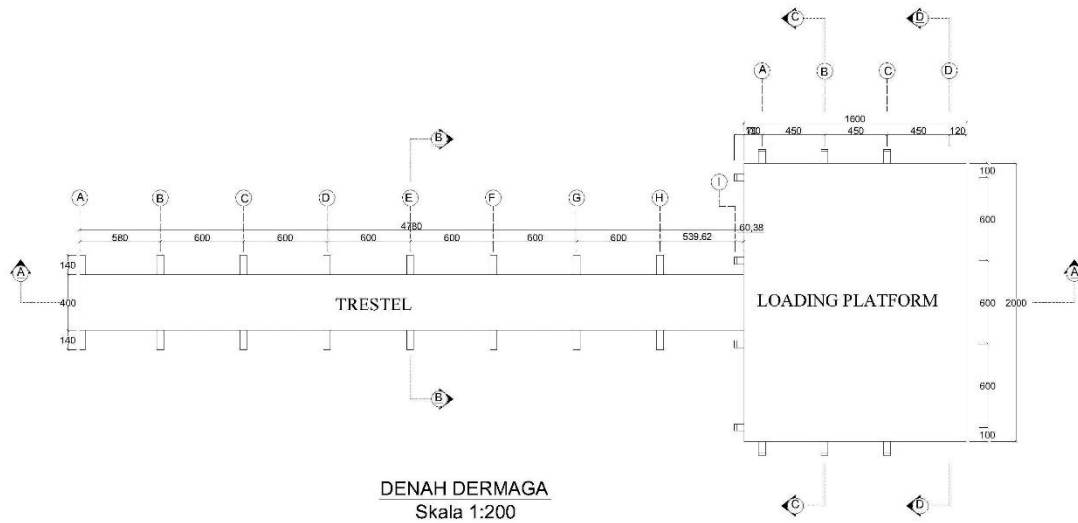 C D
A B C D
1600
450 450 450 120
B
I
100
A B C D E F G H
4780 60,38
580 600 600 600 600 600 600 539,62
600
140
A A
400 TRESTEL LOADING PLATFORM 600 2000
140
600
B
100
DENAH DERMAGA
Skala 1:200
C D